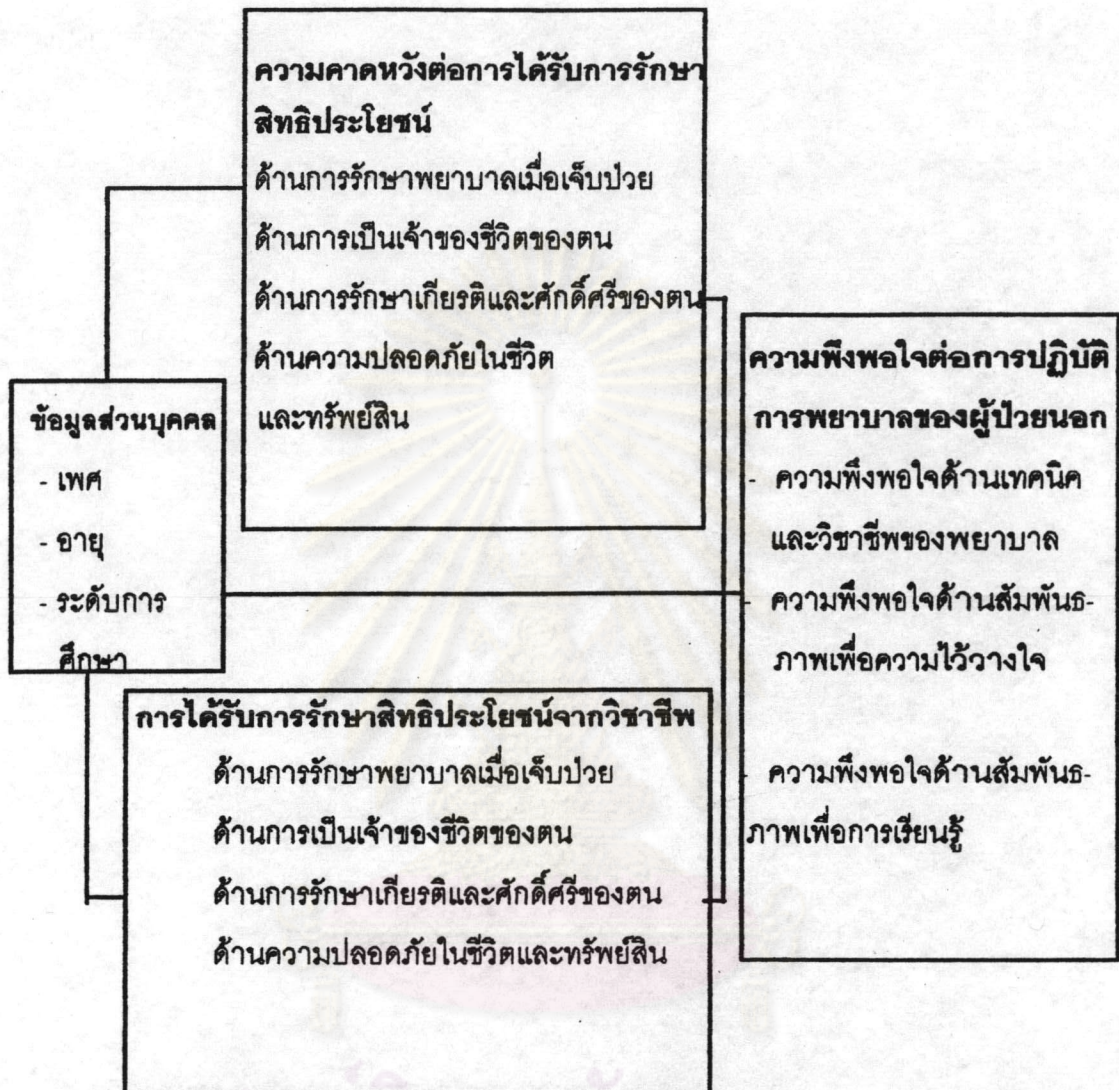 ความคาดหวังต่อการได้รับการรักษา
สิทธิประโยชน์
ด้านการรักษาพยาบาลเมื่อเจ็บป่วย
ด้านการเป็นเจ้าของชีวิตของตน
ด้านการรักษาเกียรติและศักดิ์ศรีของตน
ด้านความปลอดภัยในชีวิต
และทรัพย์สิน
ข้อมูลส่วนบุคคล
- เพศ
- อายุ
- ระดับการ
ศึกษา
การได้รับการรักษาสิทธิประโยชน์จากวิชาชีพ
ด้านการรักษาพยาบาลเมื่อเจ็บป่วย
ด้านการเป็นเจ้าของชีวิตของตน
ด้านการรักษาเกียรติและศักดิ์ศรีของตน
ด้านความปลอดภัยในชีวิตและทรัพย์สิน
ความพึงพอใจต่อการปฏิบัติ
การพยาบาลของผู้ป่วยนอก
- ความพึงพอใจด้านเทคนิค
และวิชาชีพของพยาบาล
- ความพึงพอใจด้านสัมพันธ-
ภาพเพื่อความไว้วางใจ
- ความพึงพอใจด้านสัมพันธ-
ภาพเพื่อการเรียนรู้